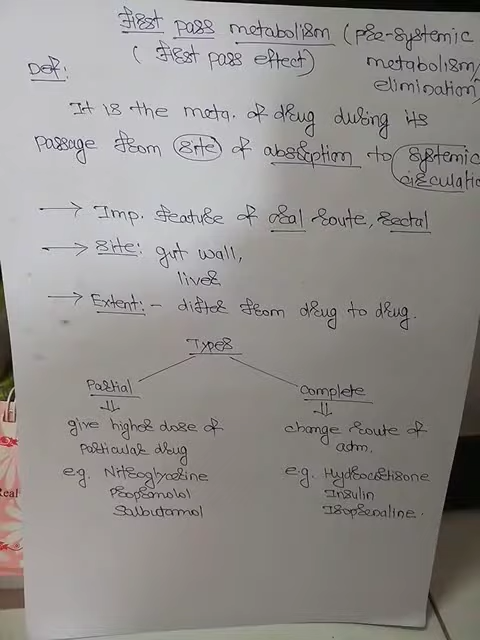 First pass metabolism (pre-systemic
( First pass effect) metabolism/
elimination)
Def:
It is the meta. of drug during its
passage from site of absorption to systemic
circulation
→ Imp. feature of oral route, rectal
→ Site: gut wall,
liver
→ Extent:- differ from drug to drug.
Types
Partial
⇓
give higher dose of
particular drug
e.g. Nitroglycerine
Propranolol
Salbutamol
Complete
⇓
change route of
adm.
e.g. Hydrocortisone
Insulin
Isoprenaline.